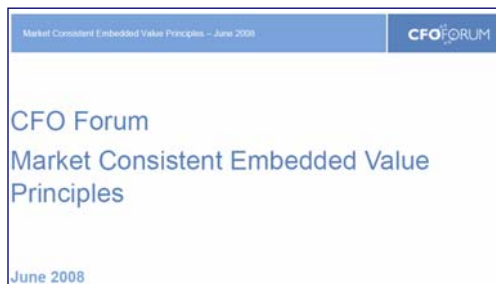 Market Consistent Embedded Value Principles – June 2008
CFOFORUM
CFO Forum
Market Consistent Embedded Value
Principles
June 2008